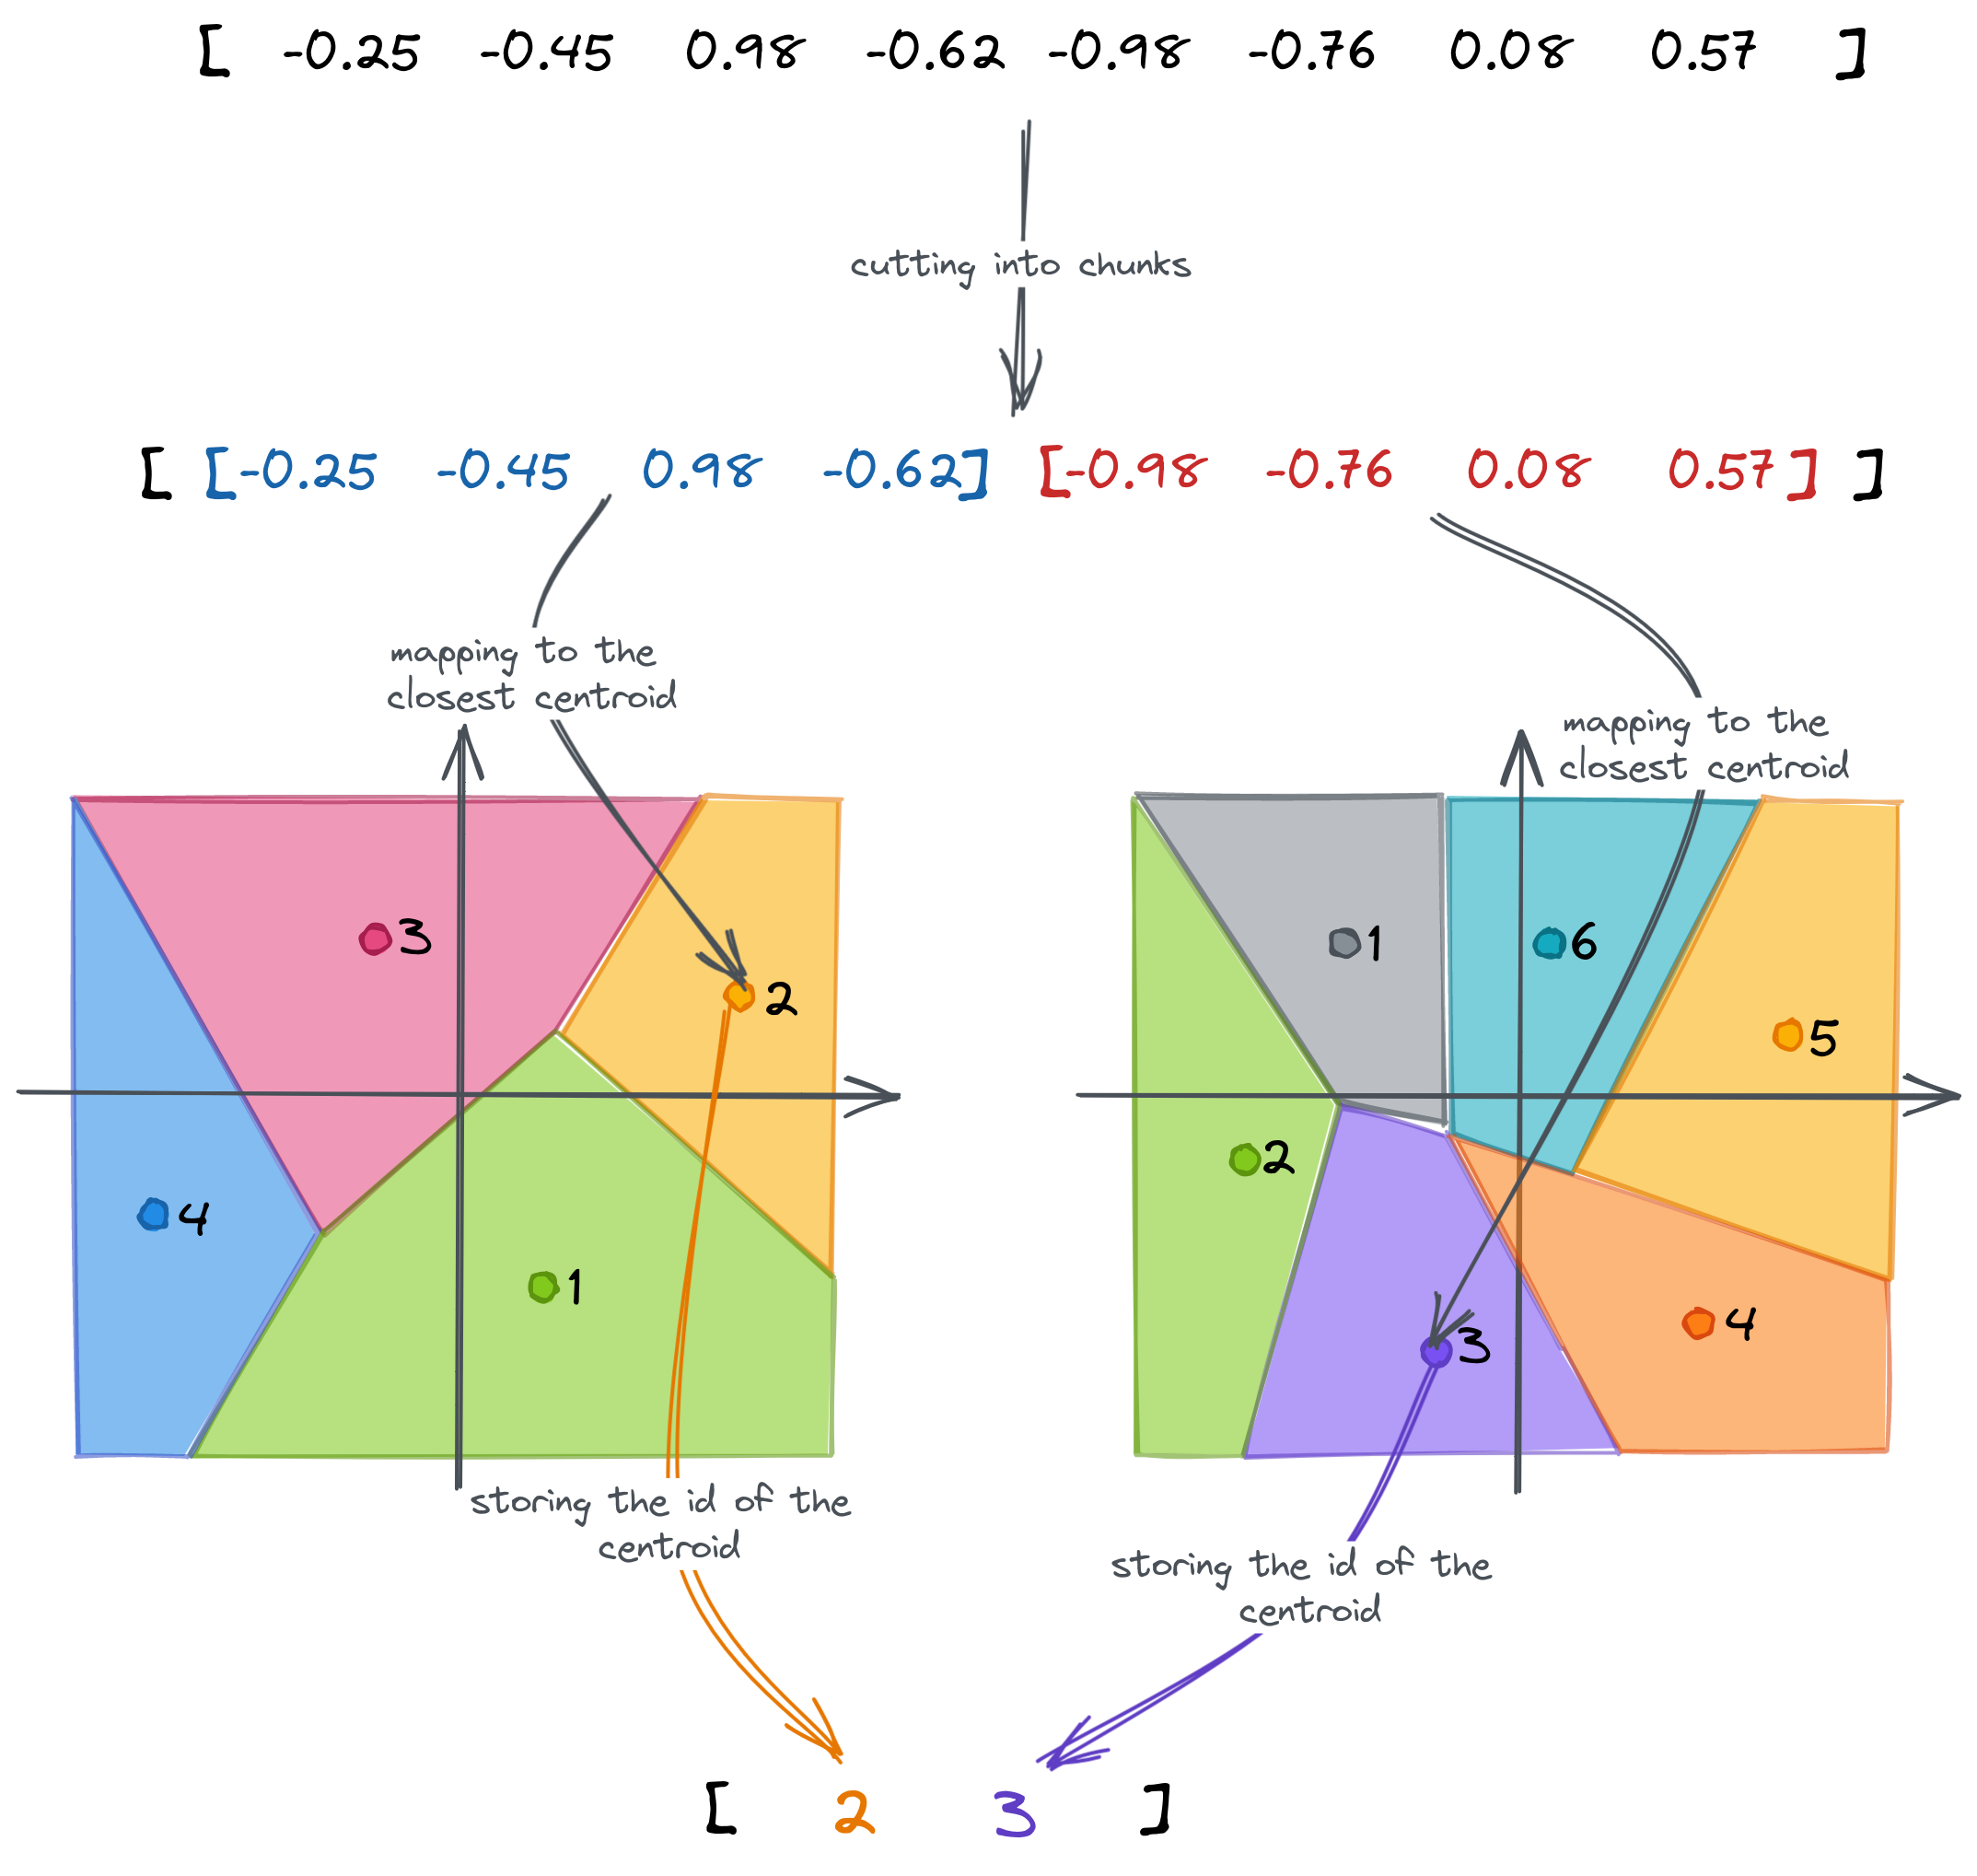 [ -0.25 -0.45 0.98 -0.62 -0.98 -0.76 0.08 0.57 ]
cutting into chunks
[ [-0.25 -0.45 0.98 -0.62] [-0.98 -0.76 0.08 0.57] ]
mapping to the
closest centroid
mapping to the
closest centroid
3
2
4
1
1
6
5
2
3
4
storing the id of the
centroid
storing the id of the
centroid
[ 2 3 ]